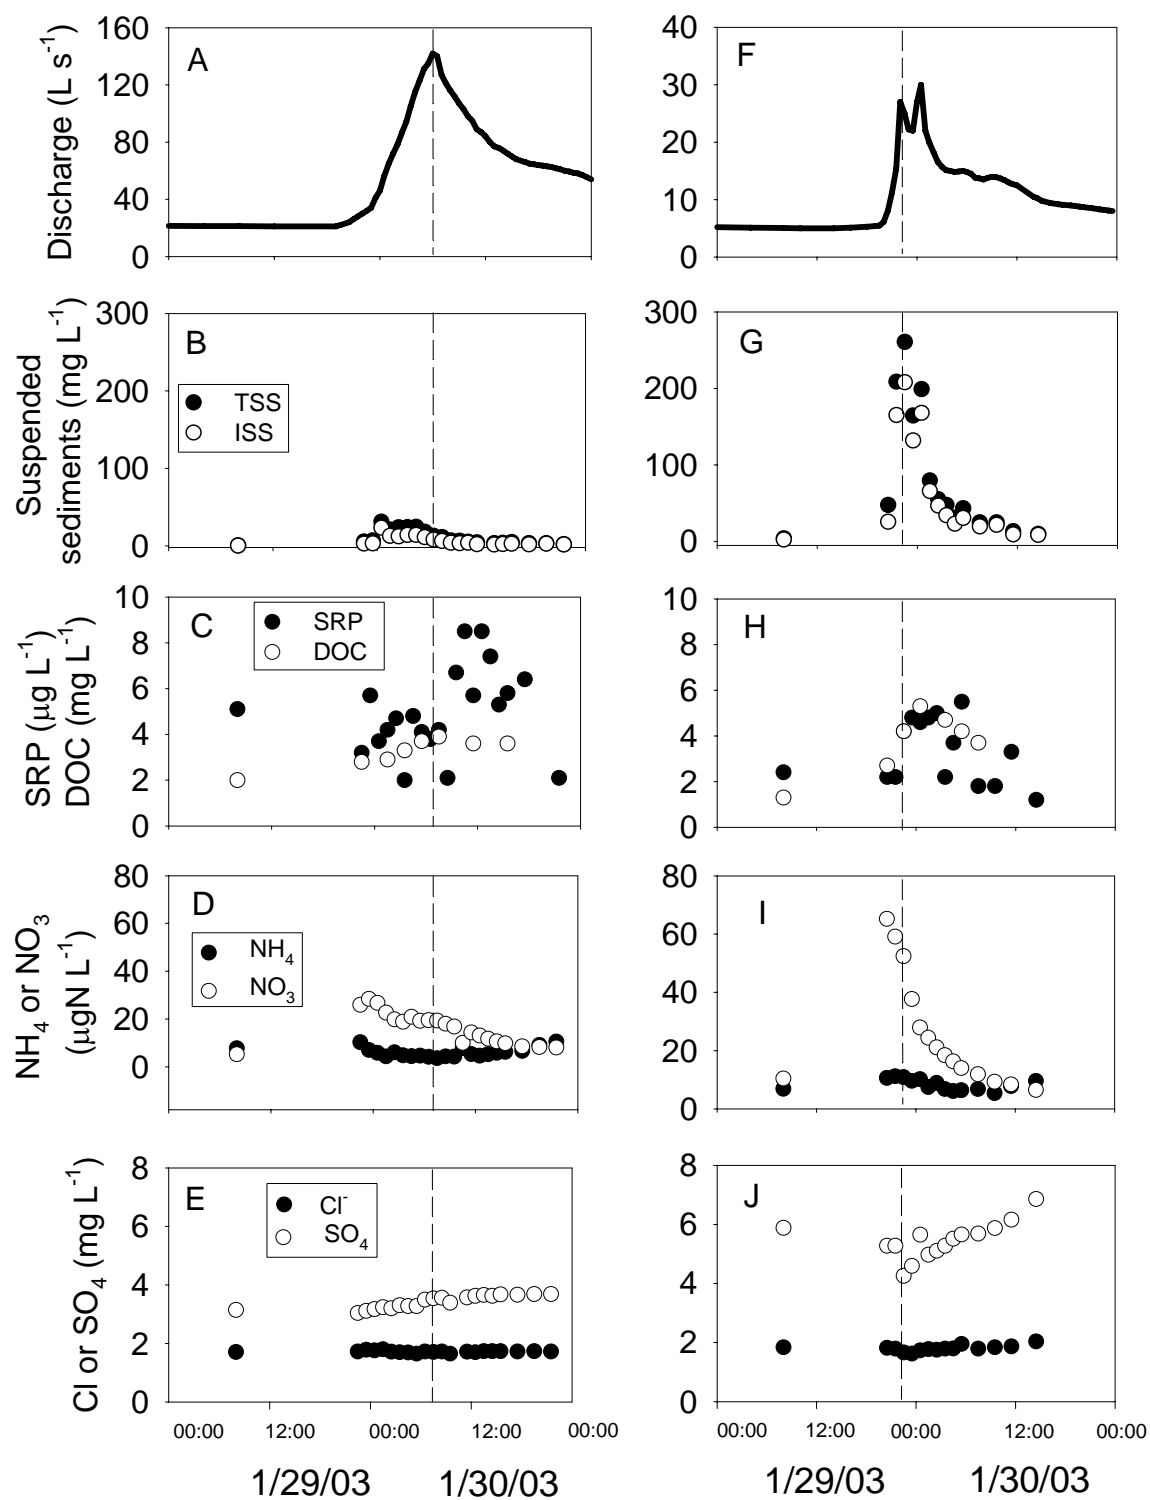 160
120
80
40
0
Discharge (L s⁻¹)
A
40
30
20
10
0
F
300
200
100
0
Suspended
sediments (mg L⁻¹)
B
TSS
ISS
300
200
100
0
G
10
8
6
4
2
0
SRP (µg L⁻¹)
DOC (mg L⁻¹)
C
SRP
DOC
10
8
6
4
2
0
H
80
60
40
20
0
NH₄ or NO₃
(µgN L⁻¹)
D
NH₄
NO₃
80
60
40
20
0
I
8
6
4
2
0
Cl or SO₄ (mg L⁻¹)
E
Cl⁻
SO₄
8
6
4
2
0
J
00:00 12:00 00:00 12:00 00:00
1/29/03 1/30/03
00:00 12:00 00:00 12:00 00:00
1/29/03 1/30/03